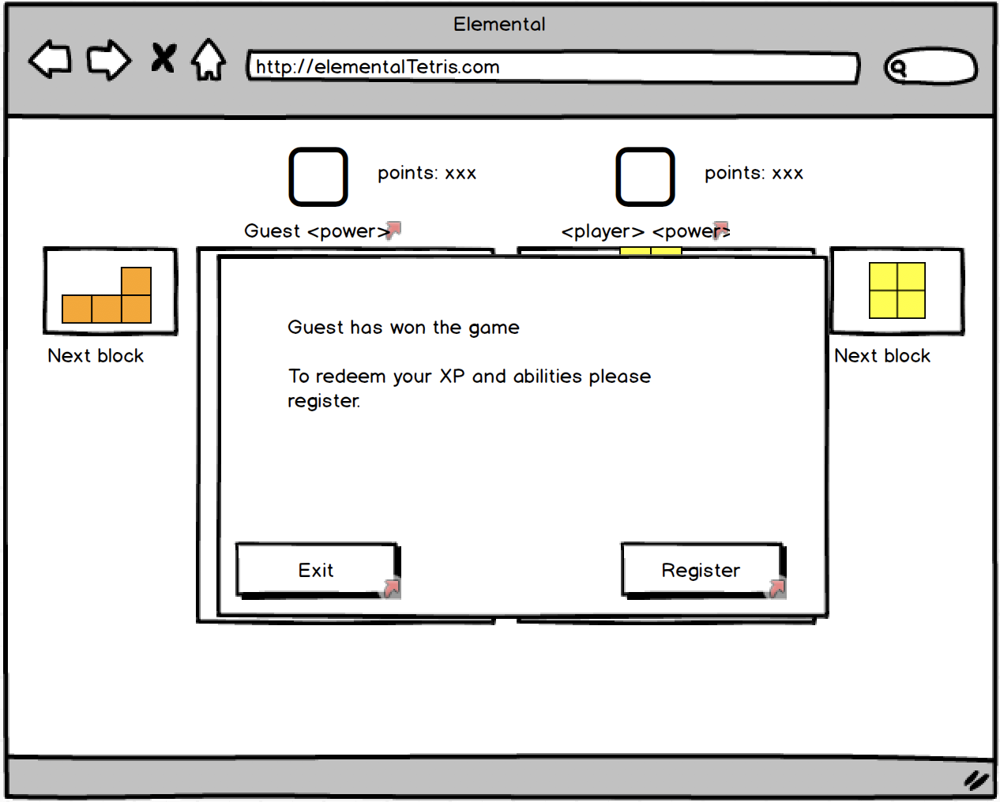 Elemental
http://elementalTetris.com
points: xxx
points: xxx
Guest <power>
<player> <power>
Next block
Next block
Guest has won the game
To redeem your XP and abilities please
register.
Exit
Register